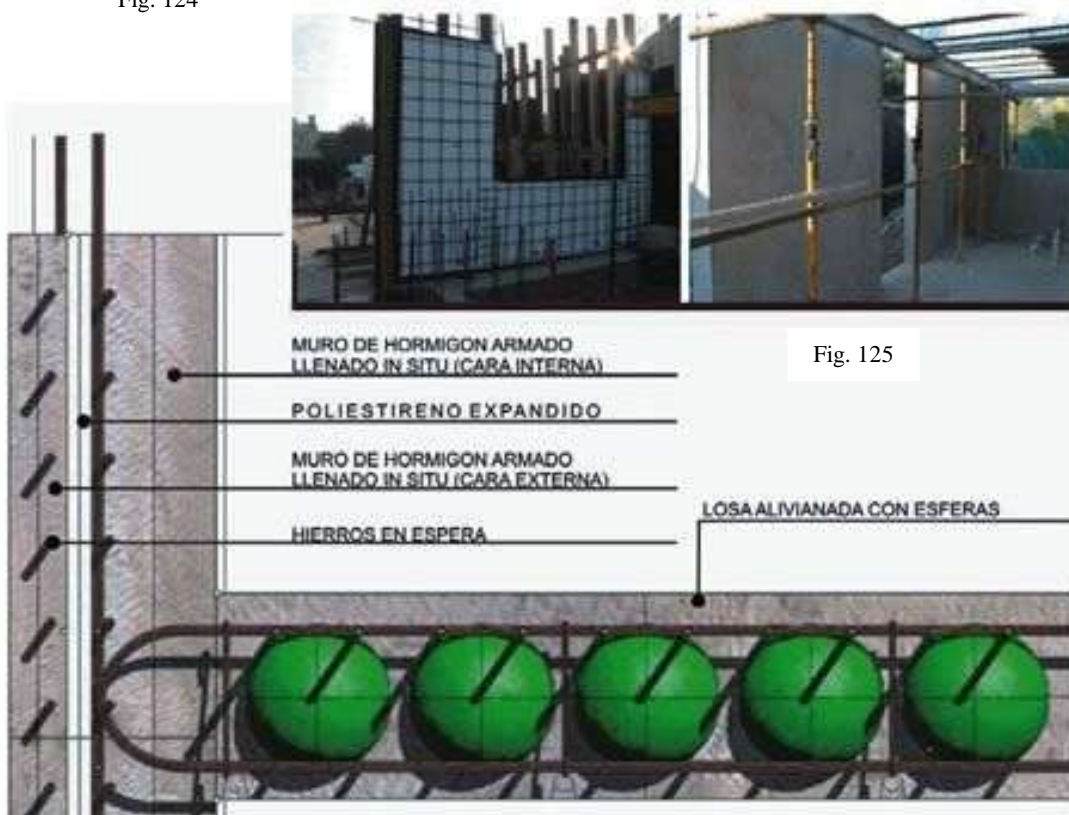 Fig. 124
Fig. 125
MURO DE HORMIGON ARMADO
LLENADO IN SITU (CARA INTERNA)
POLIESTIRENO EXPANDIDO
MURO DE HORMIGON ARMADO
LLENADO IN SITU (CARA EXTERNA)
HIERROS EN ESPERA
LOSA ALIVIANADA CON ESFERAS